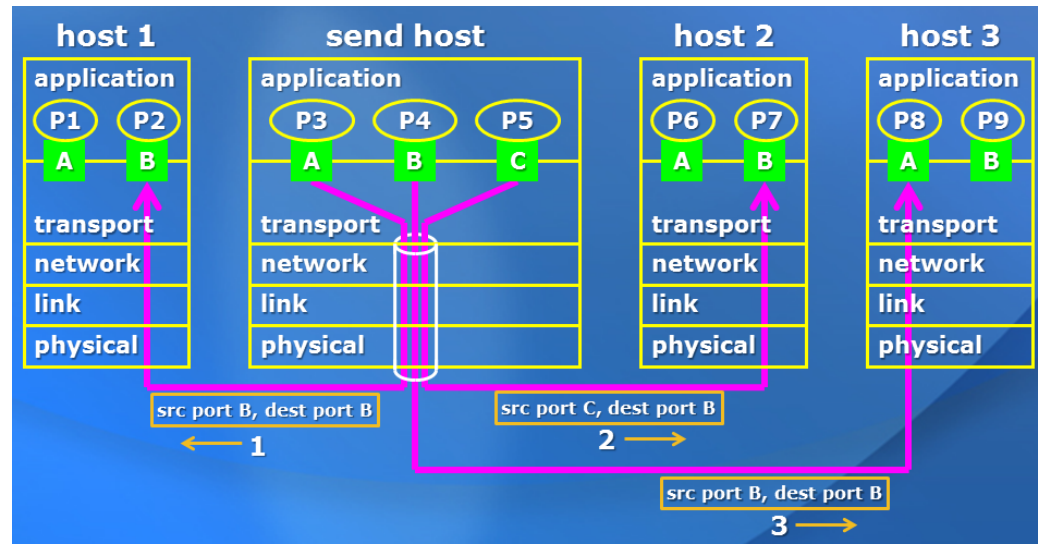 host 1
application
P1 P2
A B
transport
network
link
physical
send host
application
P3 P4 P5
A B C
transport
network
link
physical
host 2
application
P6 P7
A B
transport
network
link
physical
host 3
application
P8 P9
A B
transport
network
link
physical
src port B, dest port B
1
src port C, dest port B
2
src port B, dest port B
3